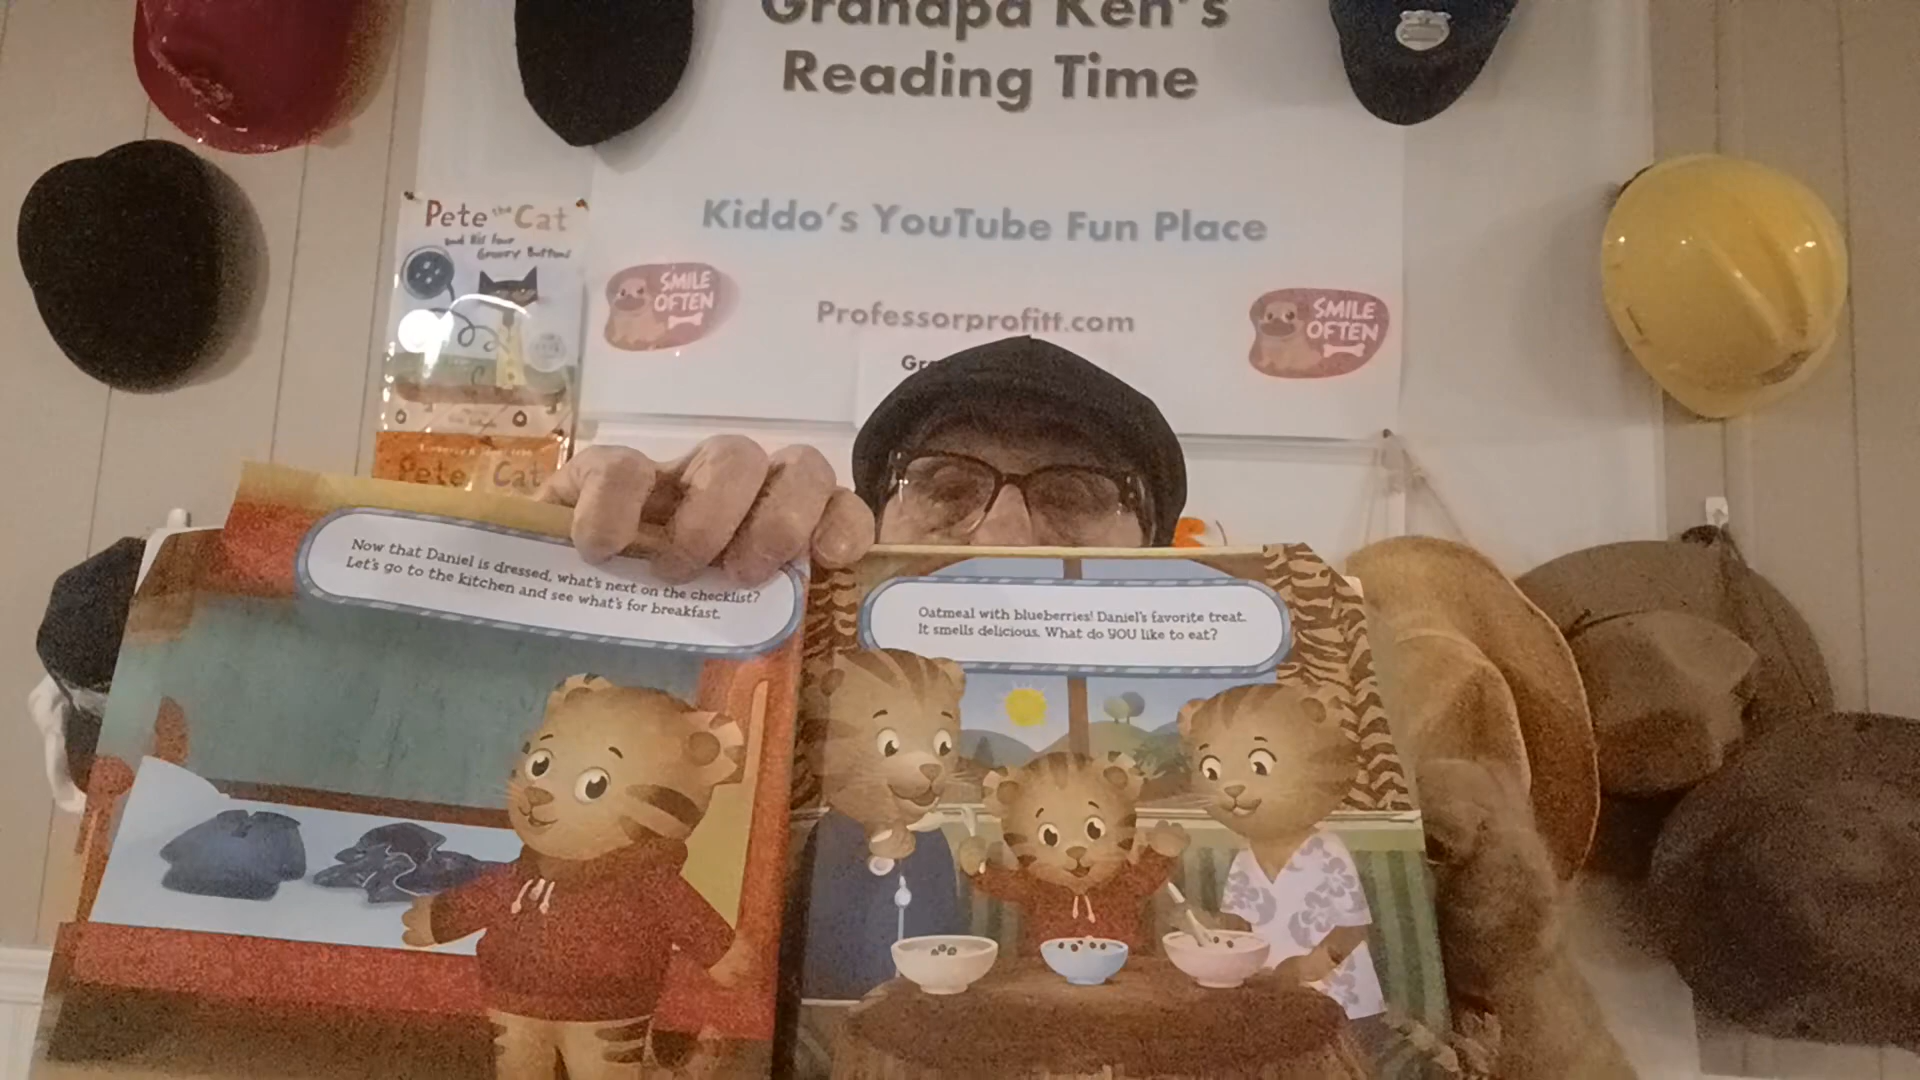 Grandpa Ken's
Reading Time
Kiddo's YouTube Fun Place
SMILE
OFTEN
Professorprofitt.com
SMILE
OFTEN
Pete the Cat
and his four
Groovy Buttons
Pete Cat
Now that Daniel is dressed, what's next on the checklist?
Let's go to the kitchen and see what's for breakfast.
Oatmeal with blueberries! Daniel's favorite treat.
It smells delicious. What do YOU like to eat?